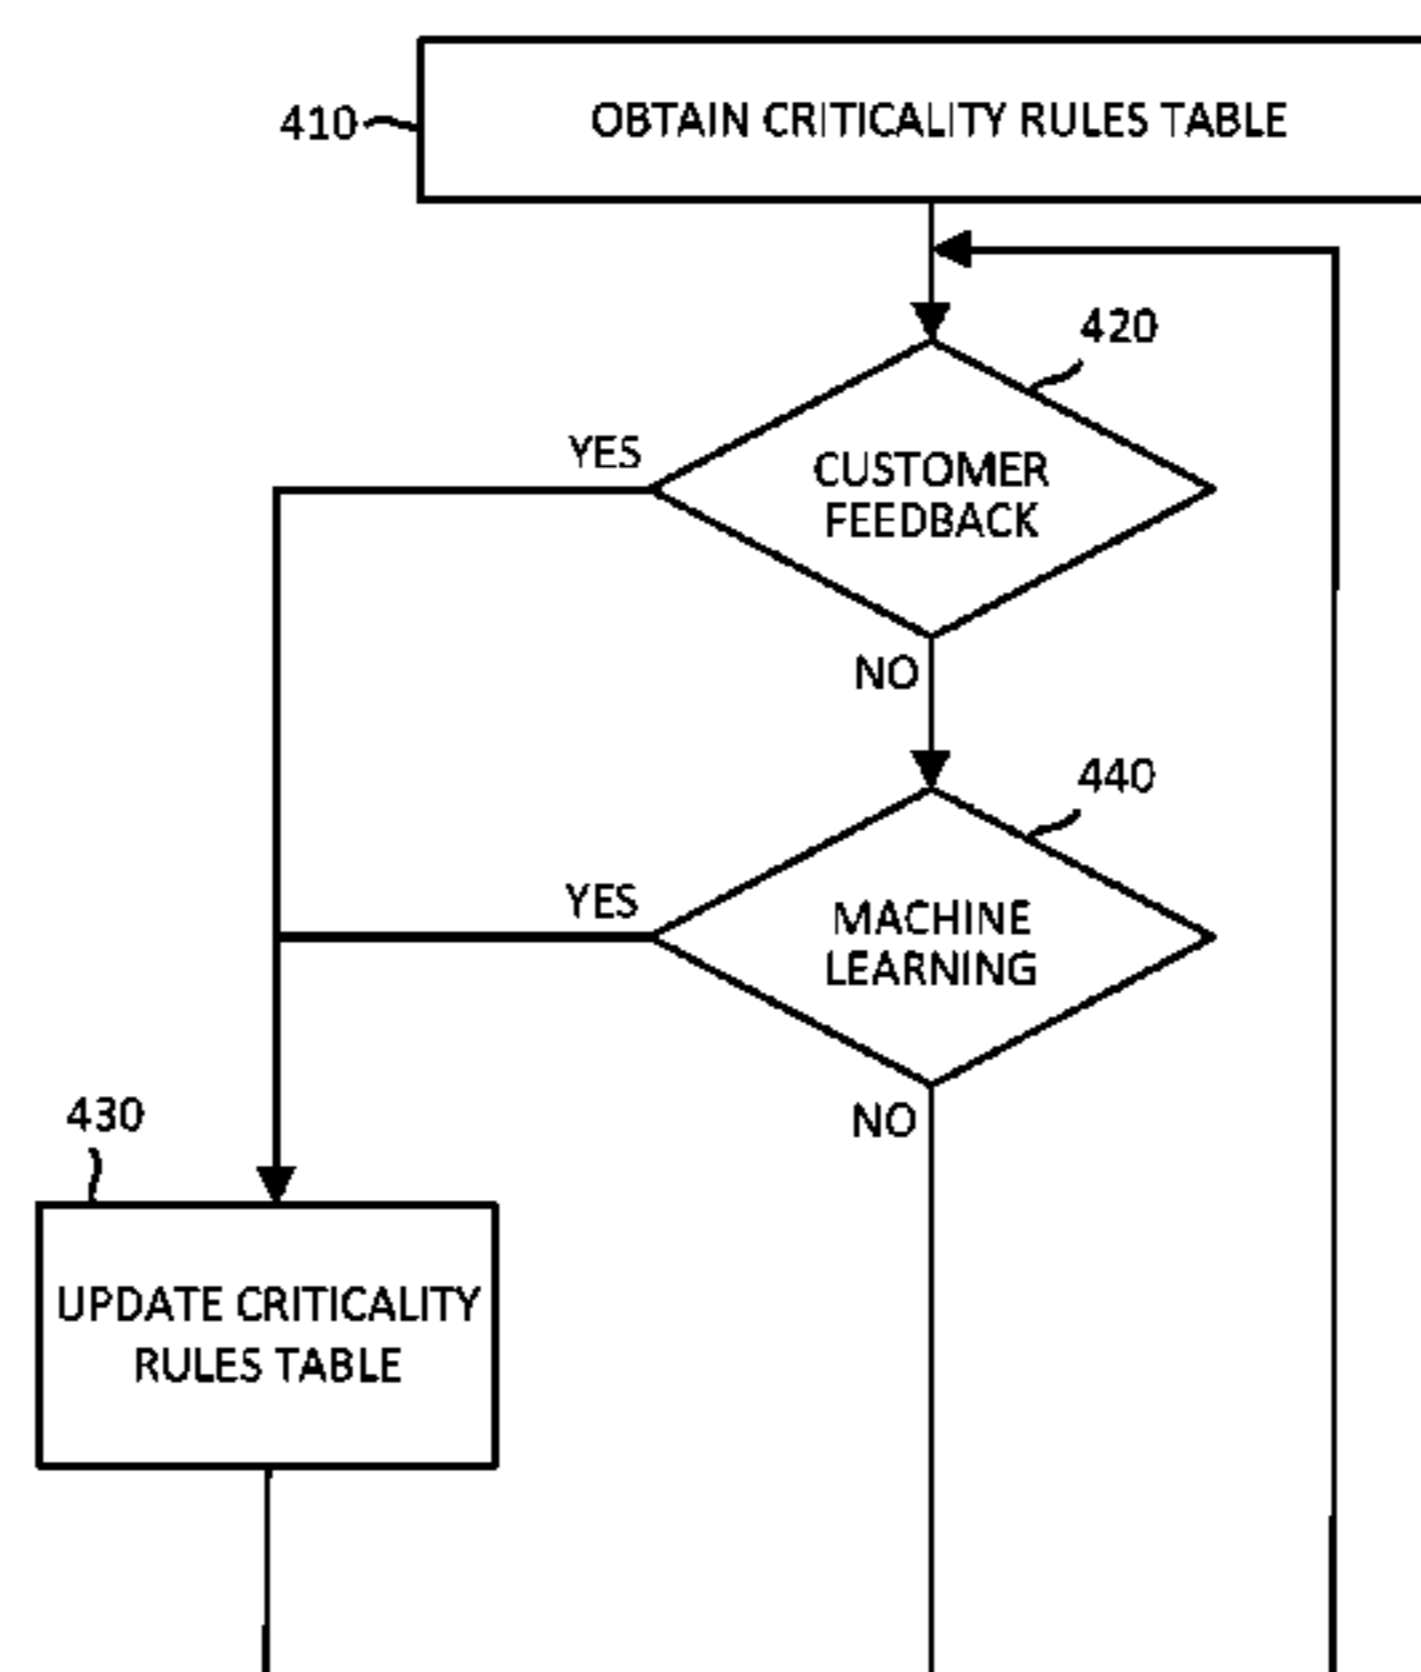 410
OBTAIN CRITICALITY RULES TABLE
420
YES
CUSTOMER
FEEDBACK
NO
440
YES
MACHINE
LEARNING
NO
430
UPDATE CRITICALITY
RULES TABLE